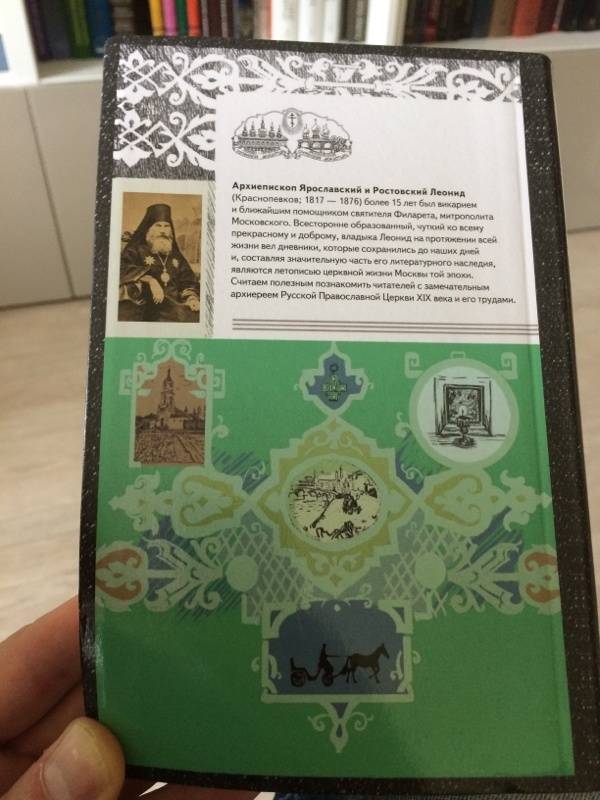 Архиепископ Ярославский и Ростовский Леонид
(Краснопевков; 1817 — 1876) более 15 лет был викарием
и ближайшим помощником святителя Филарета, митрополита
Московского. Всесторонне образованный, чуткий ко всему
прекрасному и доброму, владыка Леонид на протяжении всей
жизни вел дневники, которые сохранились до наших дней
и, составляя значительную часть его литературного наследия,
являются летописью церквной жизни Москвы той эпохи.
Считаем полезным познакомить читателей с замечательным
архиереем Русской Православной Церкви XIX века и его трудами.